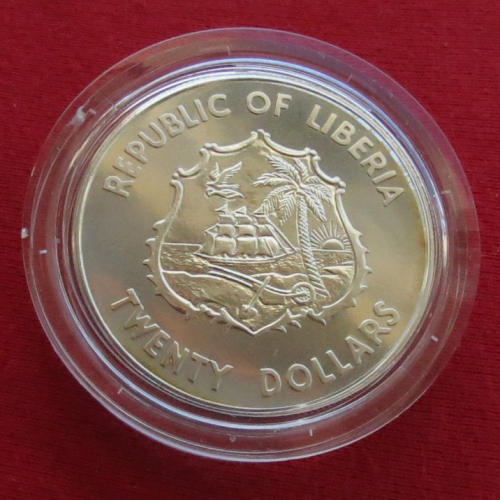 REPUBLIC OF LIBERIA
TWENTY DOLLARS